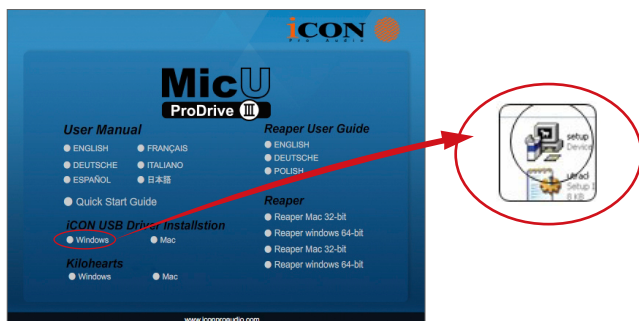 iCON
Pro Audio
MicU
ProDrive III
User Manual
ENGLISH
FRANÇAIS
DEUTSCHE
ITALIANO
ESPAÑOL
日本語
Quick Start
Guide
iCON USB Driver Installstion
Windows
Mac
Kilohearts
Windows
Mac
Reaper User Guide
ENGLISH
DEUTSCHE
POLISH
Reaper
Reaper Mac 32-bit
Reaper windows 64-bit
Reaper Mac 32-bit
Reaper windows 64-bit
www.iconproaudio.com
setup
Device
Setup
8 KB